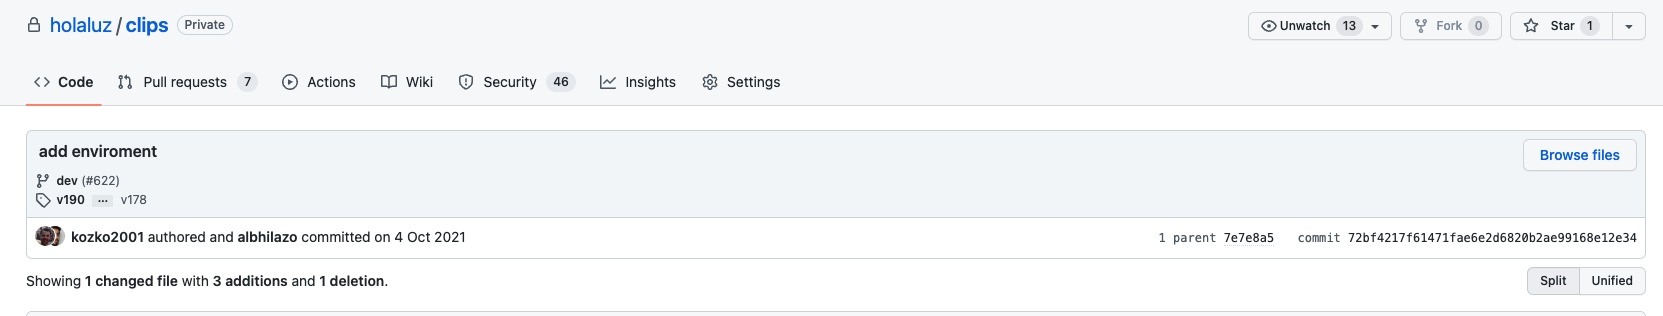 holaluz / clips Private Unwatch 13 Fork 0 Star 1
Code Pull requests 7 Actions Wiki Security 46 Insights Settings
add enviroment Browse files
dev (#622)
v190 ... v178
kozko2001 authored and albhilazo committed on 4 Oct 2021 1 parent 7e7e8a5 commit 72bf4217f61471fae6e2d6820b2ae99168e12e34
Showing 1 changed file with 3 additions and 1 deletion. Split Unified